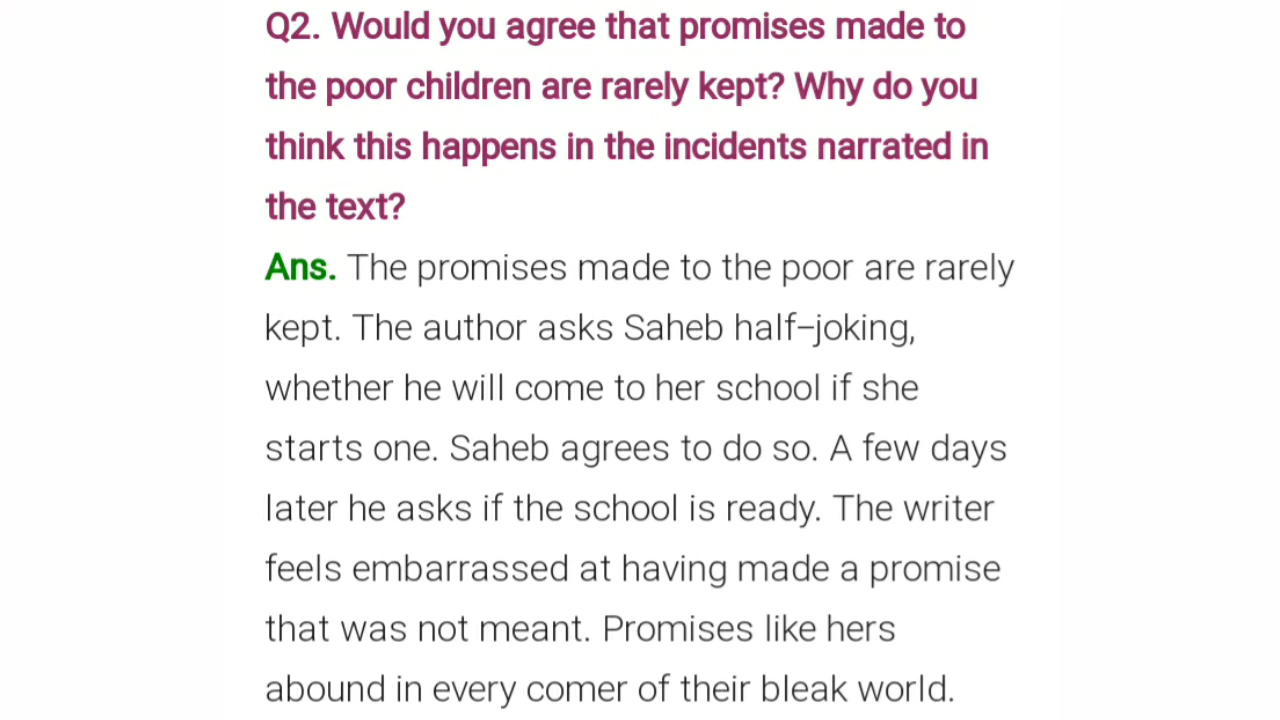 Q2. Would you agree that promises made to
the poor children are rarely kept? Why do you
think this happens in the incidents narrated in
the text?
Ans. The promises made to the poor are rarely
kept. The author asks Saheb half–joking,
whether he will come to her school if she
starts one. Saheb agrees to do so. A few days
later he asks if the school is ready. The writer
feels embarrassed at having made a promise
that was not meant. Promises like hers
abound in every comer of their bleak world.